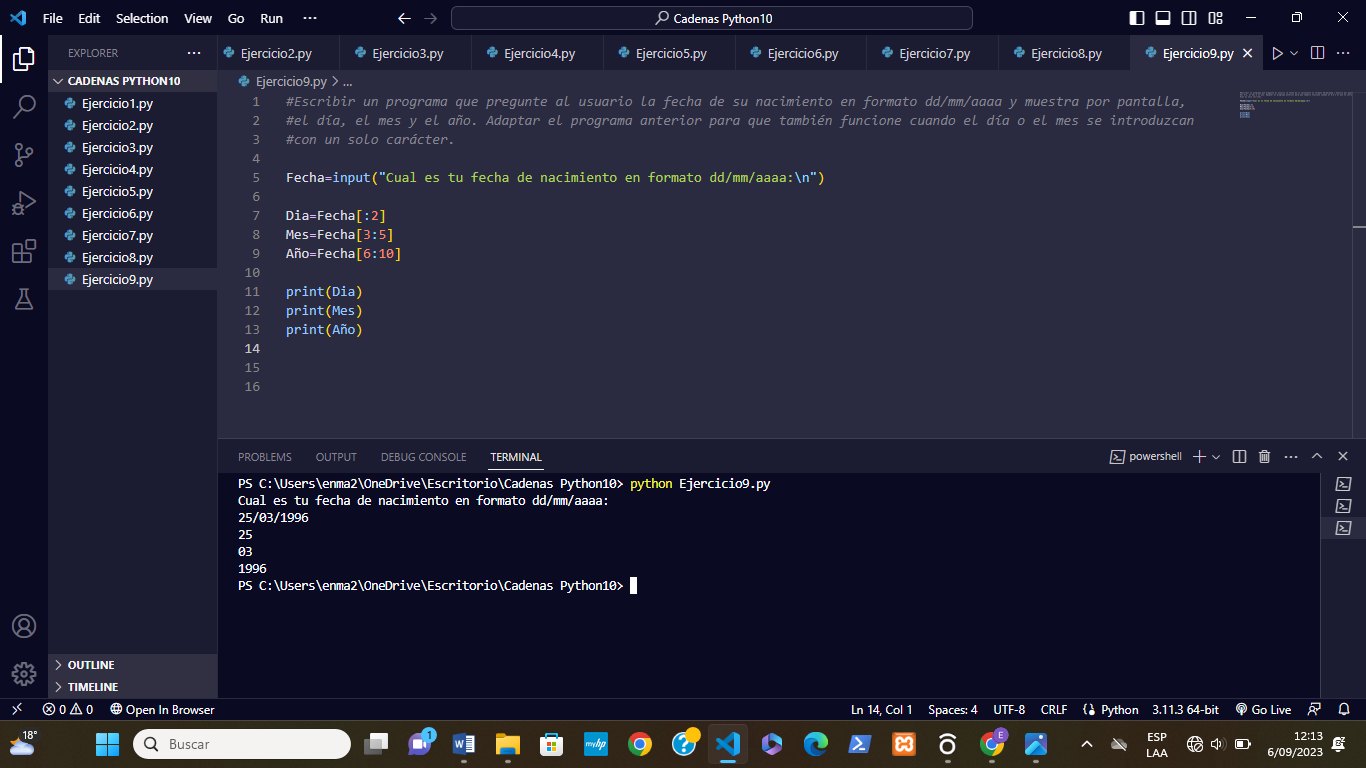 File Edit Selection View Go Run ··· Cadenas Python10
EXPLORER ···
Ejercicio2.py Ejercicio3.py Ejercicio4.py Ejercicio5.py Ejercicio6.py Ejercicio7.py Ejercicio8.py Ejercicio9.py ···
CADENAS PYTHON10
Ejercicio1.py
Ejercicio2.py
Ejercicio3.py
Ejercicio4.py
Ejercicio5.py
Ejercicio6.py
Ejercicio7.py
Ejercicio8.py
Ejercicio9.py
OUTLINE
TIMELINE
Ejercicio9.py > ...
1 #Escribir un programa que pregunte al usuario la fecha de su nacimiento en formato dd/mm/aaaa y muestra por pantalla,
2 #el día, el mes y el año. Adaptar el programa anterior para que también funcione cuando el día o el mes se introduzcan
3 #con un solo carácter.
4
5 Fecha=input("Cual es tu fecha de nacimiento en formato dd/mm/aaaa:\n")
6
7 Dia=Fecha[:2]
8 Mes=Fecha[3:5]
9 Año=Fecha[6:10]
10
11 print(Dia)
12 print(Mes)
13 print(Año)
14
15
16
PROBLEMS OUTPUT DEBUG CONSOLE TERMINAL powershell ···
PS C:\Users\enma2\OneDrive\Escritorio\Cadenas Python10> python Ejercicio9.py
Cual es tu fecha de nacimiento en formato dd/mm/aaaa:
25/03/1996
25
03
1996
PS C:\Users\enma2\OneDrive\Escritorio\Cadenas Python10>
0 0 Open In Browser Ln 14, Col 1 Spaces: 4 UTF-8 CRLF Python 3.11.3 64-bit Go Live
18° Buscar 1 myhp E ESP 12:13
LAA 6/09/2023